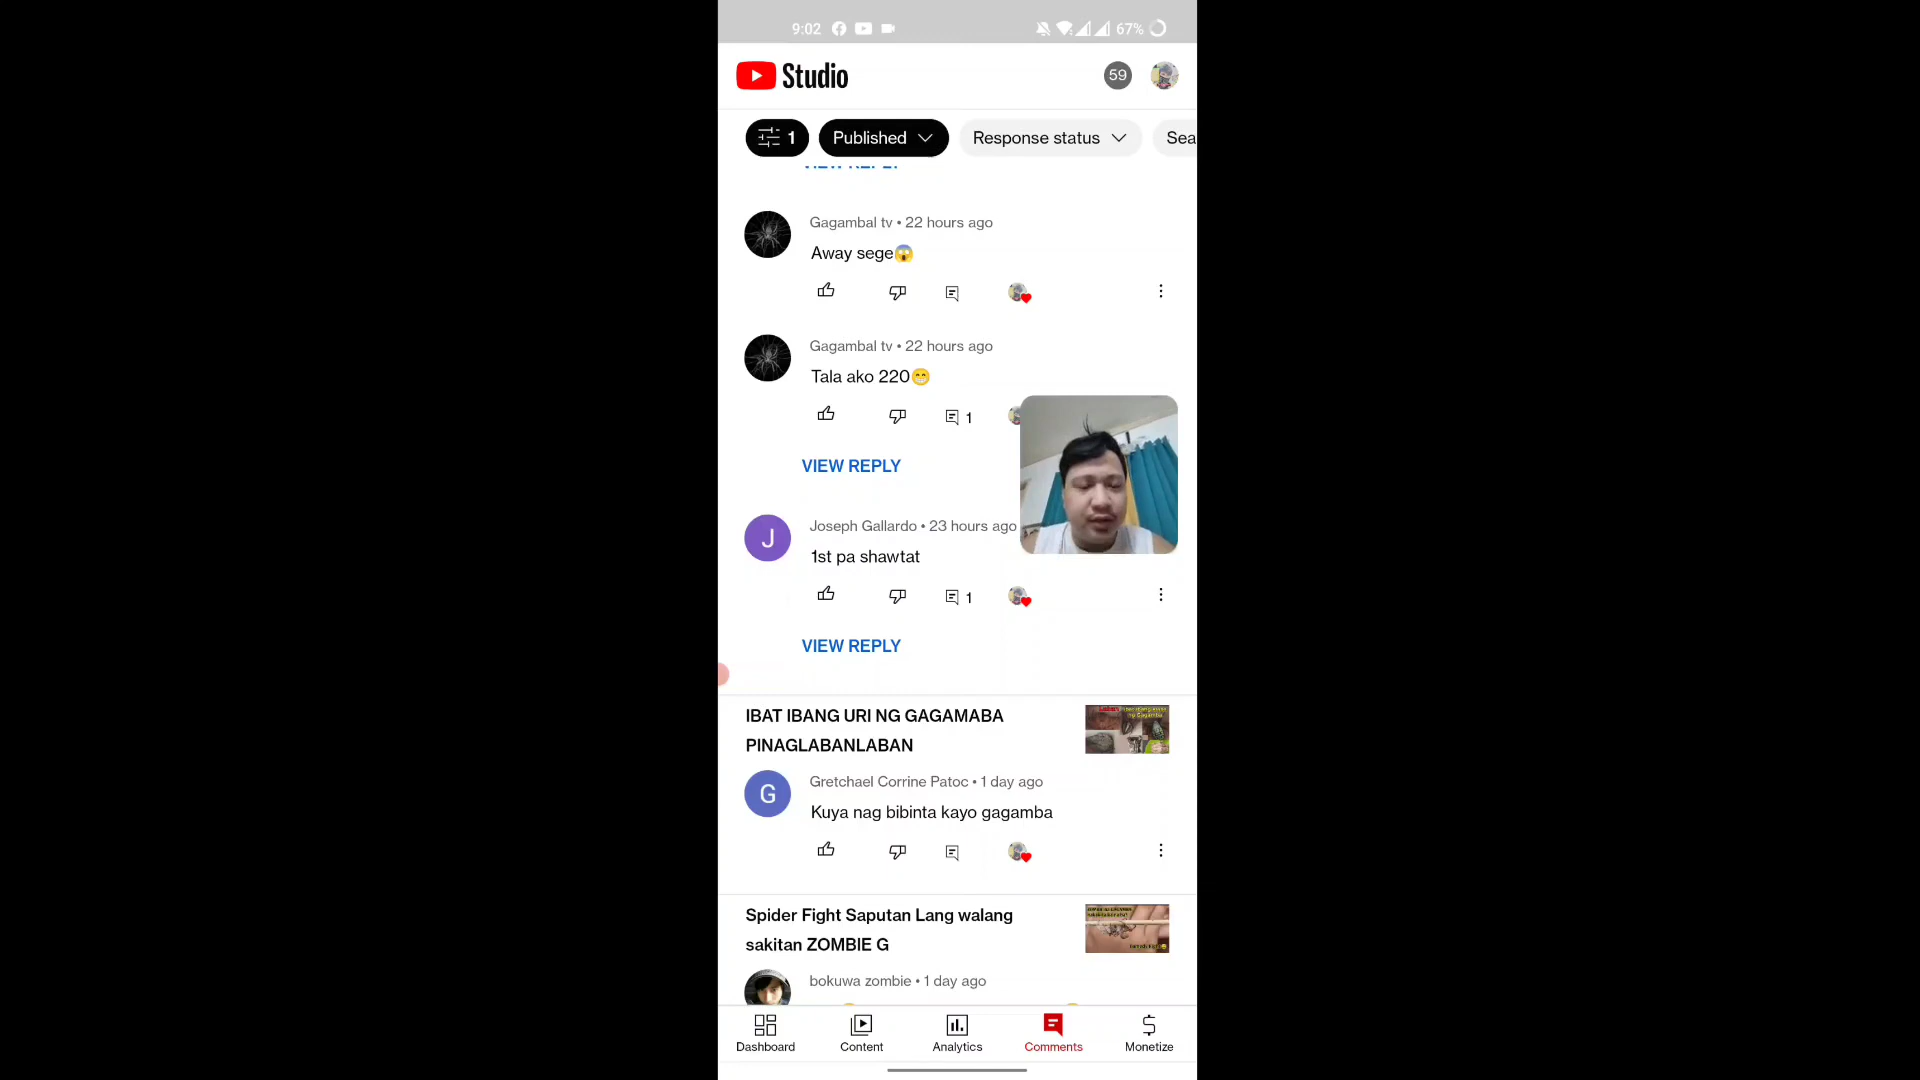 9:02 67%
Studio 59
1 Published Response status Sea
VIEW REPLY
Gagambal tv • 22 hours ago
Away sege😱
Gagambal tv • 22 hours ago
Tala ako 220😁
1
VIEW REPLY
Joseph Gallardo • 23 hours ago
J
1st pa shawtat
1
VIEW REPLY
IBAT IBANG URI NG GAGAMABA
PINAGLABANLABAN
Gretchael Corrine Patoc • 1 day ago
G
Kuya nag bibinta kayo gagamba
Spider Fight Saputan Lang walang
sakitan ZOMBIE G
bokuwa zombie • 1 day ago
Dashboard Content Analytics Comments Monetize